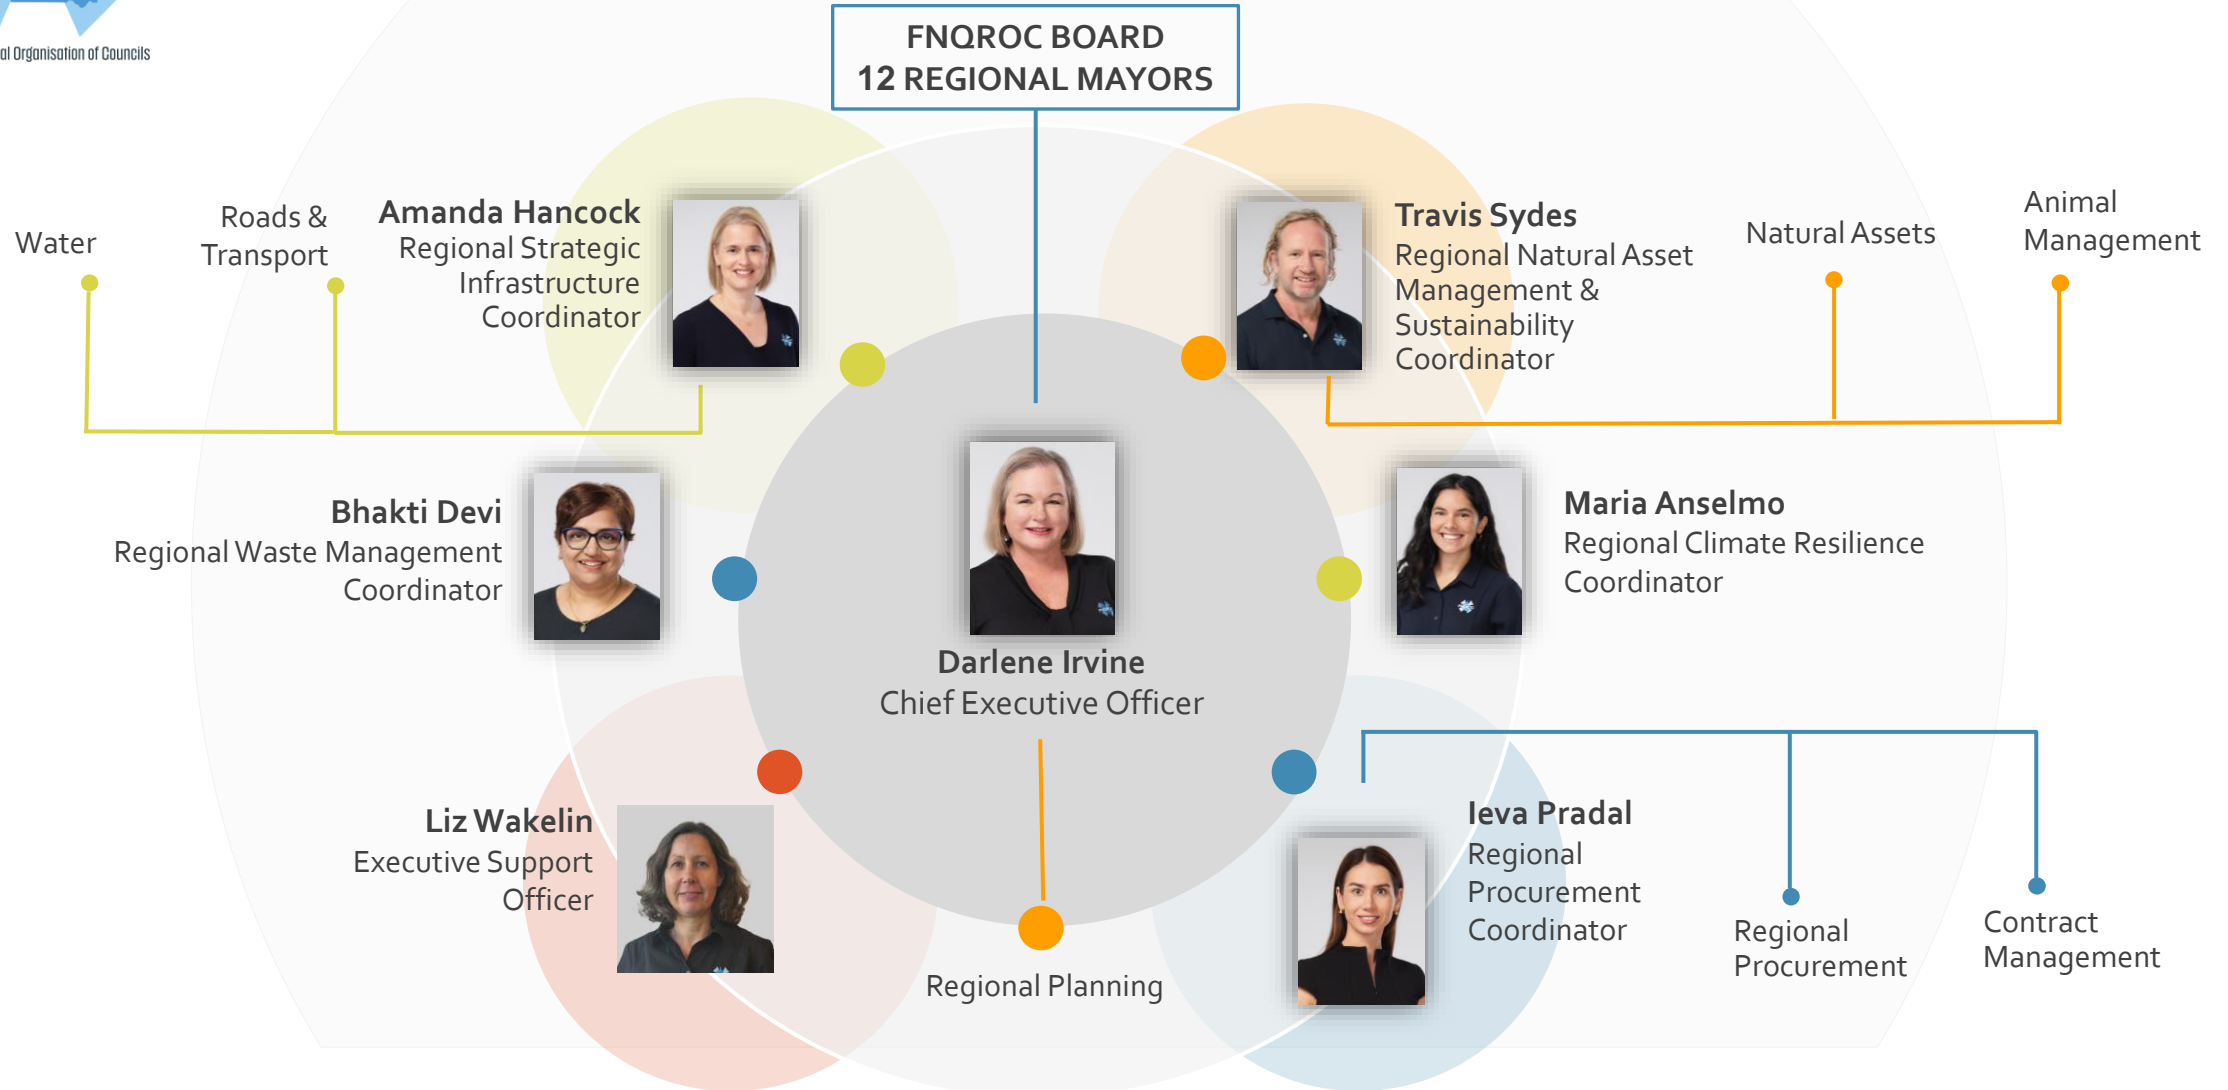 al Organisation of Councils
FNQROC BOARD
12 REGIONAL MAYORS
Water
Roads &
Transport
Amanda Hancock
Regional Strategic
Infrastructure
Coordinator
Travis Sydes
Regional Natural Asset
Management &
Sustainability
Coordinator
Natural Assets
Animal
Management
Bhakti Devi
Regional Waste Management
Coordinator
Darlene Irvine
Chief Executive Officer
Maria Anselmo
Regional Climate Resilience
Coordinator
Liz Wakelin
Executive Support
Officer
Regional Planning
Ieva Pradal
Regional
Procurement
Coordinator
Regional
Procurement
Contract
Management